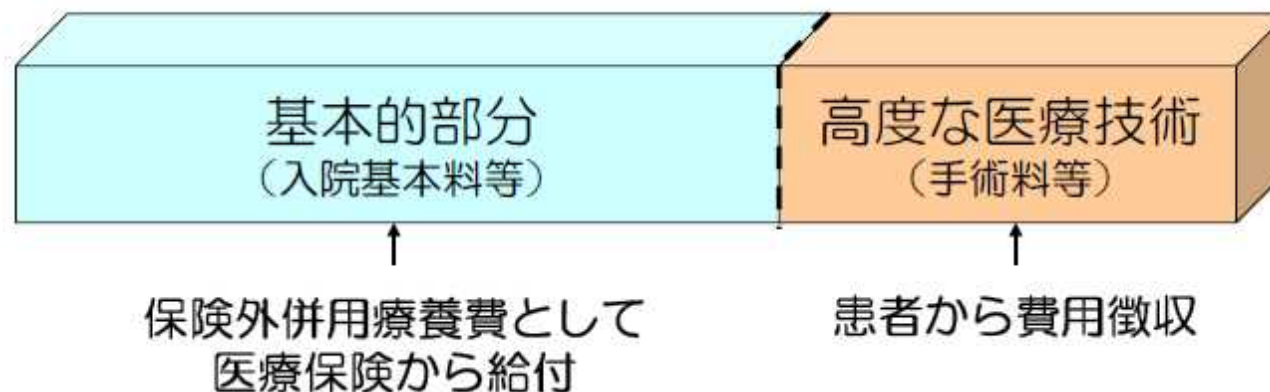 基本的部分
(入院基本料等)
高度な医療技術
(手術料等)
保険外併用療養費として
医療保険から給付
患者から費用徴収